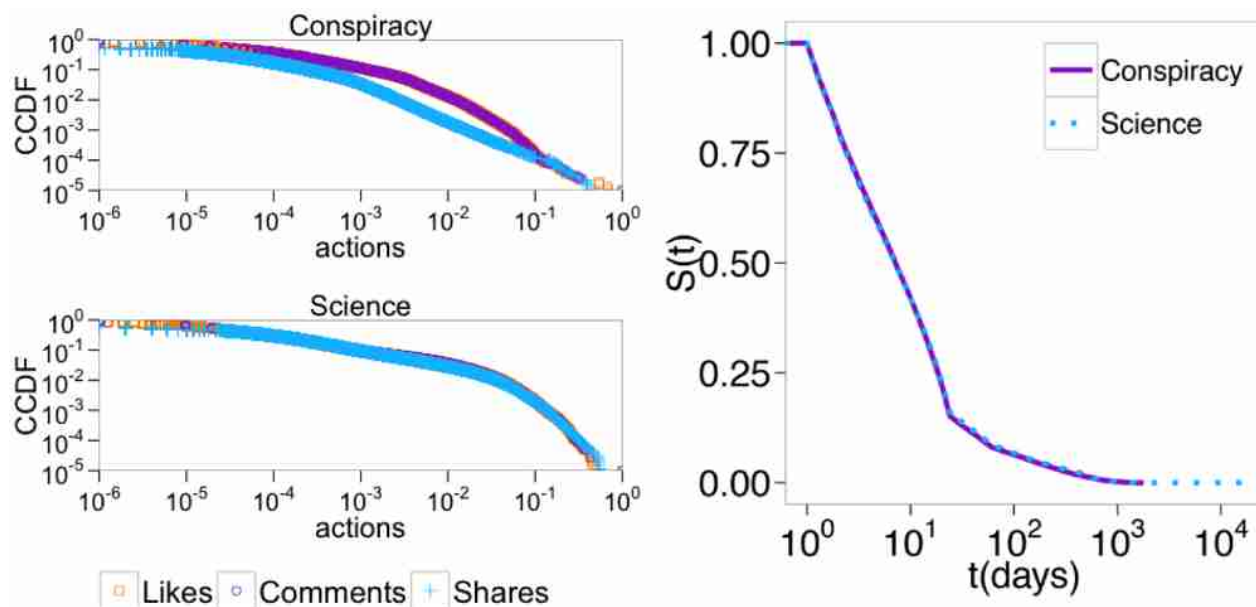 Conspiracy
CCDF
10^0
10^-1
10^-2
10^-3
10^-4
10^-5
10^-6 10^-5 10^-4 10^-3 10^-2 10^-1 10^0
actions
Science
CCDF
10^0
10^-1
10^-2
10^-3
10^-4
10^-5
10^-6 10^-5 10^-4 10^-3 10^-2 10^-1 10^0
actions
Likes Comments Shares
S(t)
1.00
0.75
0.50
0.25
0.00
Conspiracy
Science
10^0 10^1 10^2 10^3 10^4
t(days)